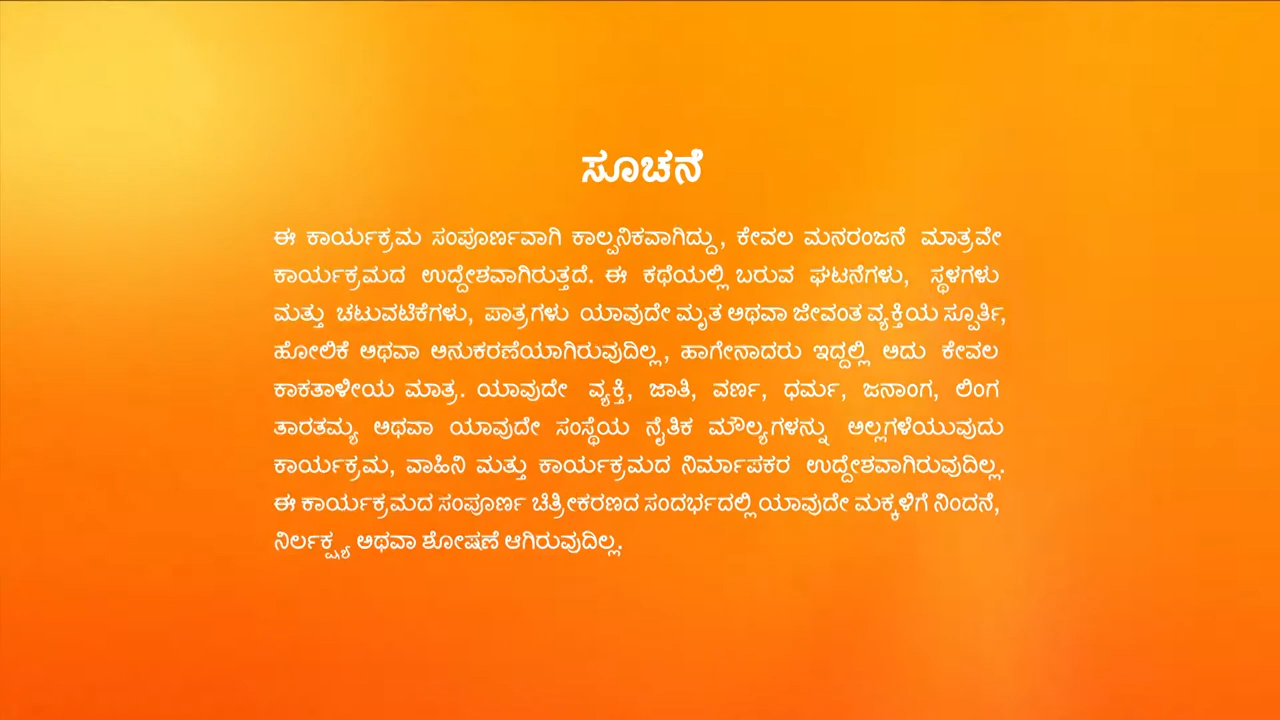 ಸೂಚನೆ
ಈ ಕಾರ್ಯಕ್ರಮ ಸಂಪೂರ್ಣವಾಗಿ ಕಾಲ್ಪನಿಕವಾಗಿದ್ದು, ಕೇವಲ ಮನರಂಜನೆ ಮಾತ್ರವೇ
ಕಾರ್ಯಕ್ರಮದ ಉದ್ದೇಶವಾಗಿರುತ್ತದೆ. ಈ ಕಥೆಯಲ್ಲಿ ಬರುವ ಘಟನೆಗಳು, ಸ್ಥಳಗಳು
ಮತ್ತು ಚಟುವಟಿಕೆಗಳು, ಪಾತ್ರಗಳು ಯಾವುದೇ ಮೃತ ಅಥವಾ ಜೀವಂತ ವ್ಯಕ್ತಿಯ ಸ್ಪೂರ್ತಿ,
ಹೋಲಿಕೆ ಅಥವಾ ಅನುಕರಣೆಯಾಗಿರುವುದಿಲ್ಲ, ಹಾಗೇನಾದರು ಇದ್ದಲ್ಲಿ ಅದು ಕೇವಲ
ಕಾಕತಾಳೀಯ ಮಾತ್ರ. ಯಾವುದೇ ವ್ಯಕ್ತಿ, ಜಾತಿ, ವರ್ಣ, ಧರ್ಮ, ಜನಾಂಗ, ಲಿಂಗ
ತಾರತಮ್ಯ ಅಥವಾ ಯಾವುದೇ ಸಂಸ್ಥೆಯ ನೈತಿಕ ಮೌಲ್ಯಗಳನ್ನು ಅಲ್ಲಗಳೆಯುವುದು
ಕಾರ್ಯಕ್ರಮ, ವಾಹಿನಿ ಮತ್ತು ಕಾರ್ಯಕ್ರಮದ ನಿರ್ಮಾಪಕರ ಉದ್ದೇಶವಾಗಿರುವುದಿಲ್ಲ.
ಈ ಕಾರ್ಯಕ್ರಮದ ಸಂಪೂರ್ಣ ಚಿತ್ರೀಕರಣದ ಸಂದರ್ಭದಲ್ಲಿ ಯಾವುದೇ ಮಕ್ಕಳಿಗೆ ನಿಂದನೆ,
ನಿರ್ಲಕ್ಷ್ಯ ಅಥವಾ ಶೋಷಣೆ ಆಗಿರುವುದಿಲ್ಲ.